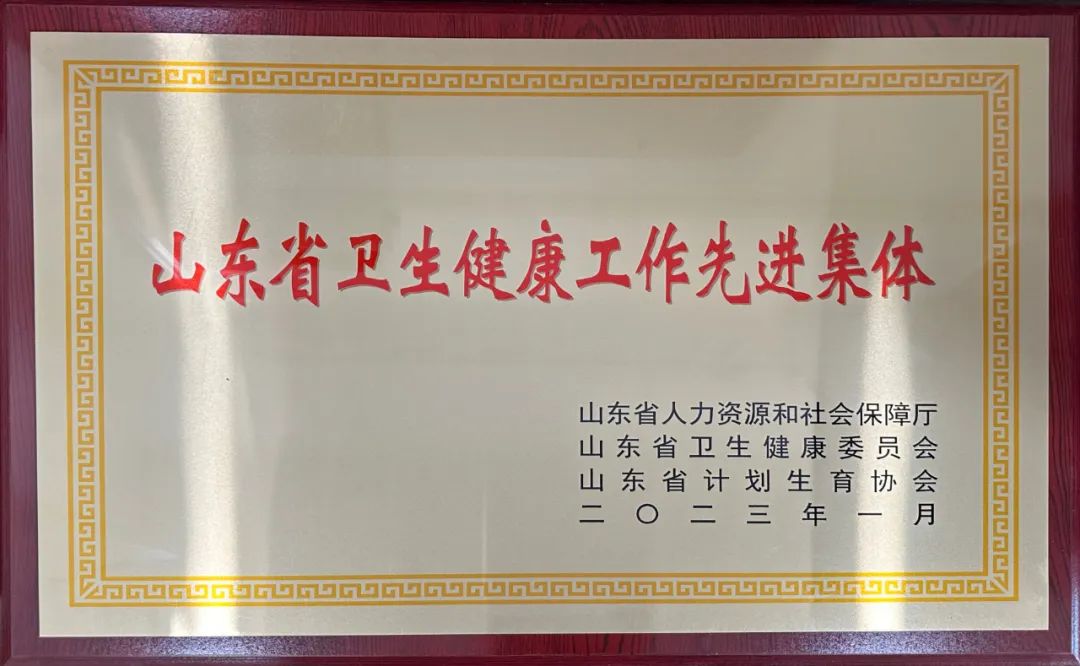 山东省卫生健康工作先进集体
山东省人力资源和社会保障厅
山东省卫生健康委员会
山东省计划生育协会
二〇二三年一月